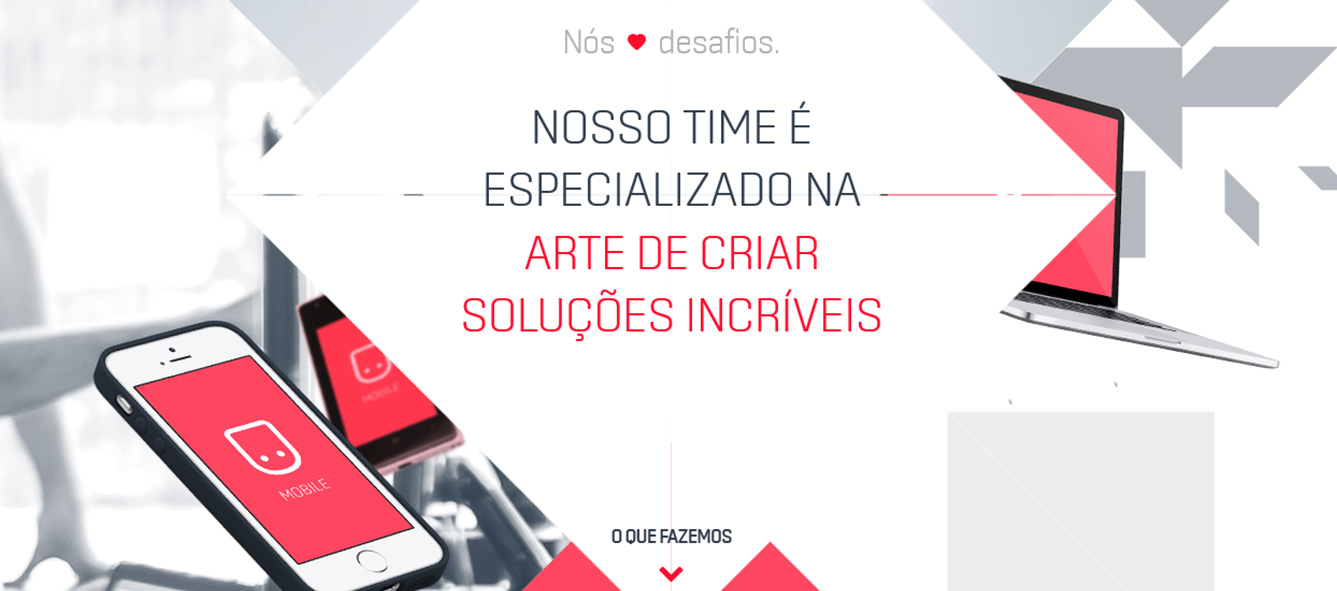 Nós ♥ desafios.
NOSSO TIME É
ESPECIALIZADO NA
ARTE DE CRIAR
SOLUÇÕES INCRÍVEIS
MOBILE
MOBILE
O QUE FAZEMOS